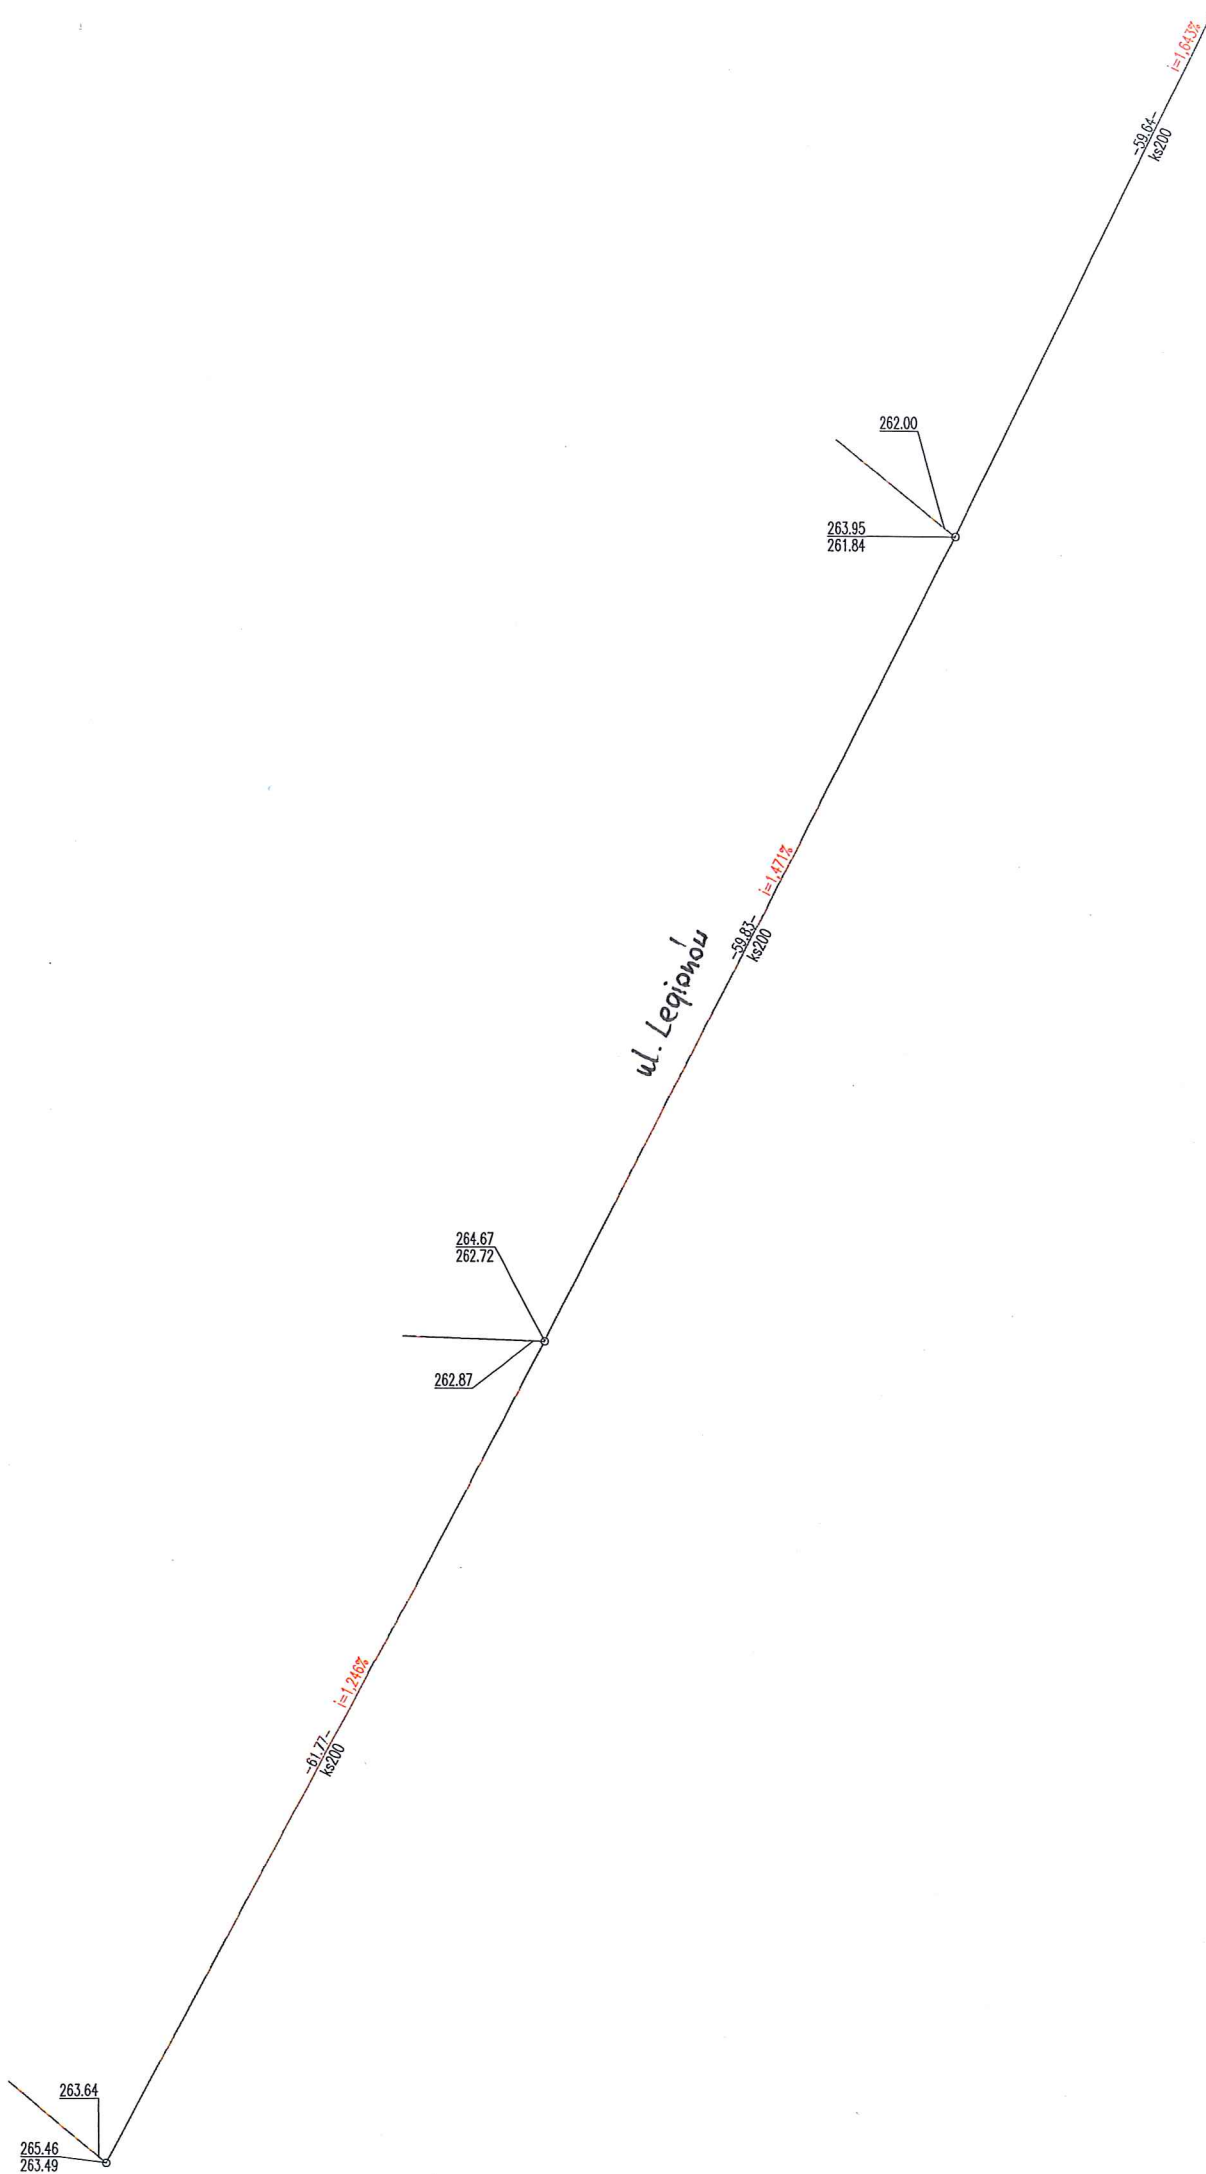 i=1,643%
-59.64-
ks200
262.00
263.95
261.84
i=1,471%
-59.83-
ks200
ul. Legionów
264.67
262.72
262.87
i=1,246%
-61.77-
ks200
263.64
265.46
263.49